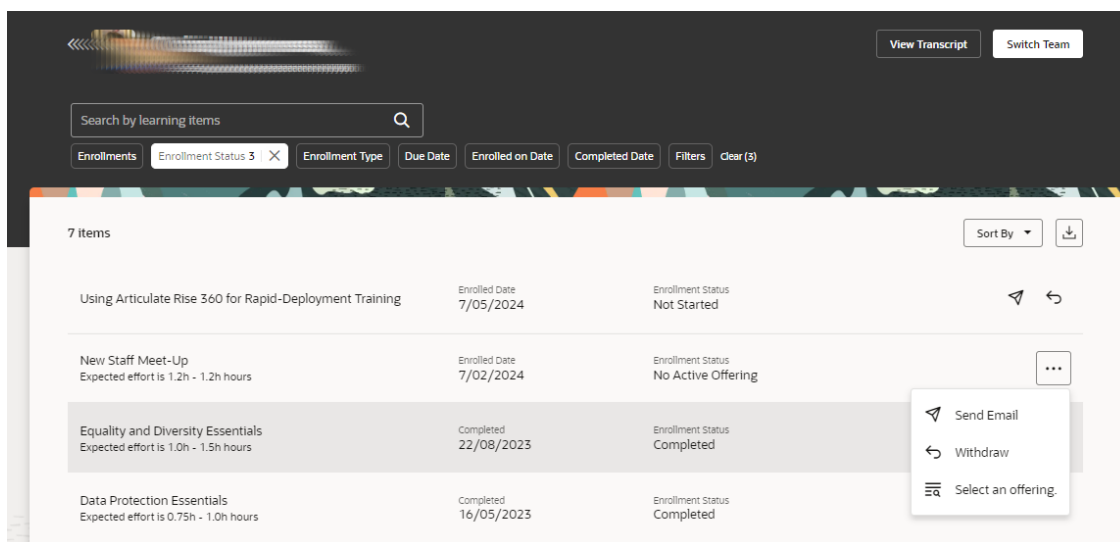 View Transcript
Switch Team
Search by learning items
Enrollments
Enrollment Status 3
Enrollment Type
Due Date
Enrolled on Date
Completed Date
Filters
Clear (3)
7 items
Sort By
Using Articulate Rise 360 for Rapid-Deployment Training
Enrolled Date
7/05/2024
Enrollment Status
Not Started
New Staff Meet-Up
Expected effort is 1.2h - 1.2h hours
Enrolled Date
7/02/2024
Enrollment Status
No Active Offering
Send Email
Withdraw
Select an offering.
Equality and Diversity Essentials
Expected effort is 1.0h - 1.5h hours
Completed
22/08/2023
Enrollment Status
Completed
Data Protection Essentials
Expected effort is 0.75h - 1.0h hours
Completed
16/05/2023
Enrollment Status
Completed